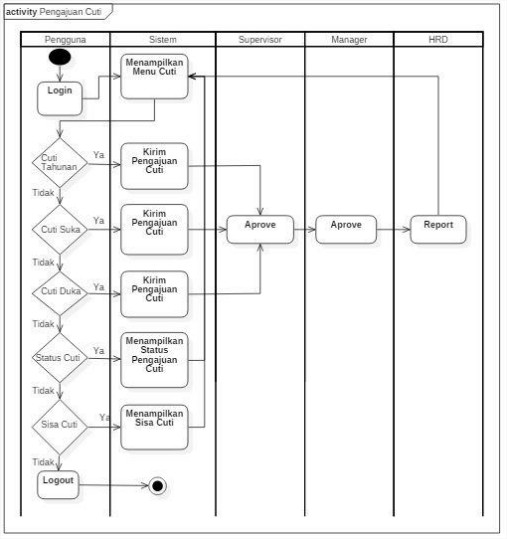 activity Pengajuan Cuti
Pengguna
Sistem
Supervisor
Manager
HRD
Menampilkan
Menu Cuti
Login
Cuti
Tahunan
Ya
Kirim
Pengajuan
Cuti
Tidak
Cuti Suka
Ya
Kirim
Pengajuan
Cuti
Aprove
Aprove
Report
Tidak
Cuti Duka
Ya
Kirim
Pengajuan
Cuti
Tidak
Status Cuti
Ya
Menampilkan
Status
Pengajuan
Cuti
Tidak
Sisa Cuti
Ya
Menampilkan
Sisa Cuti
Tidak
Logout